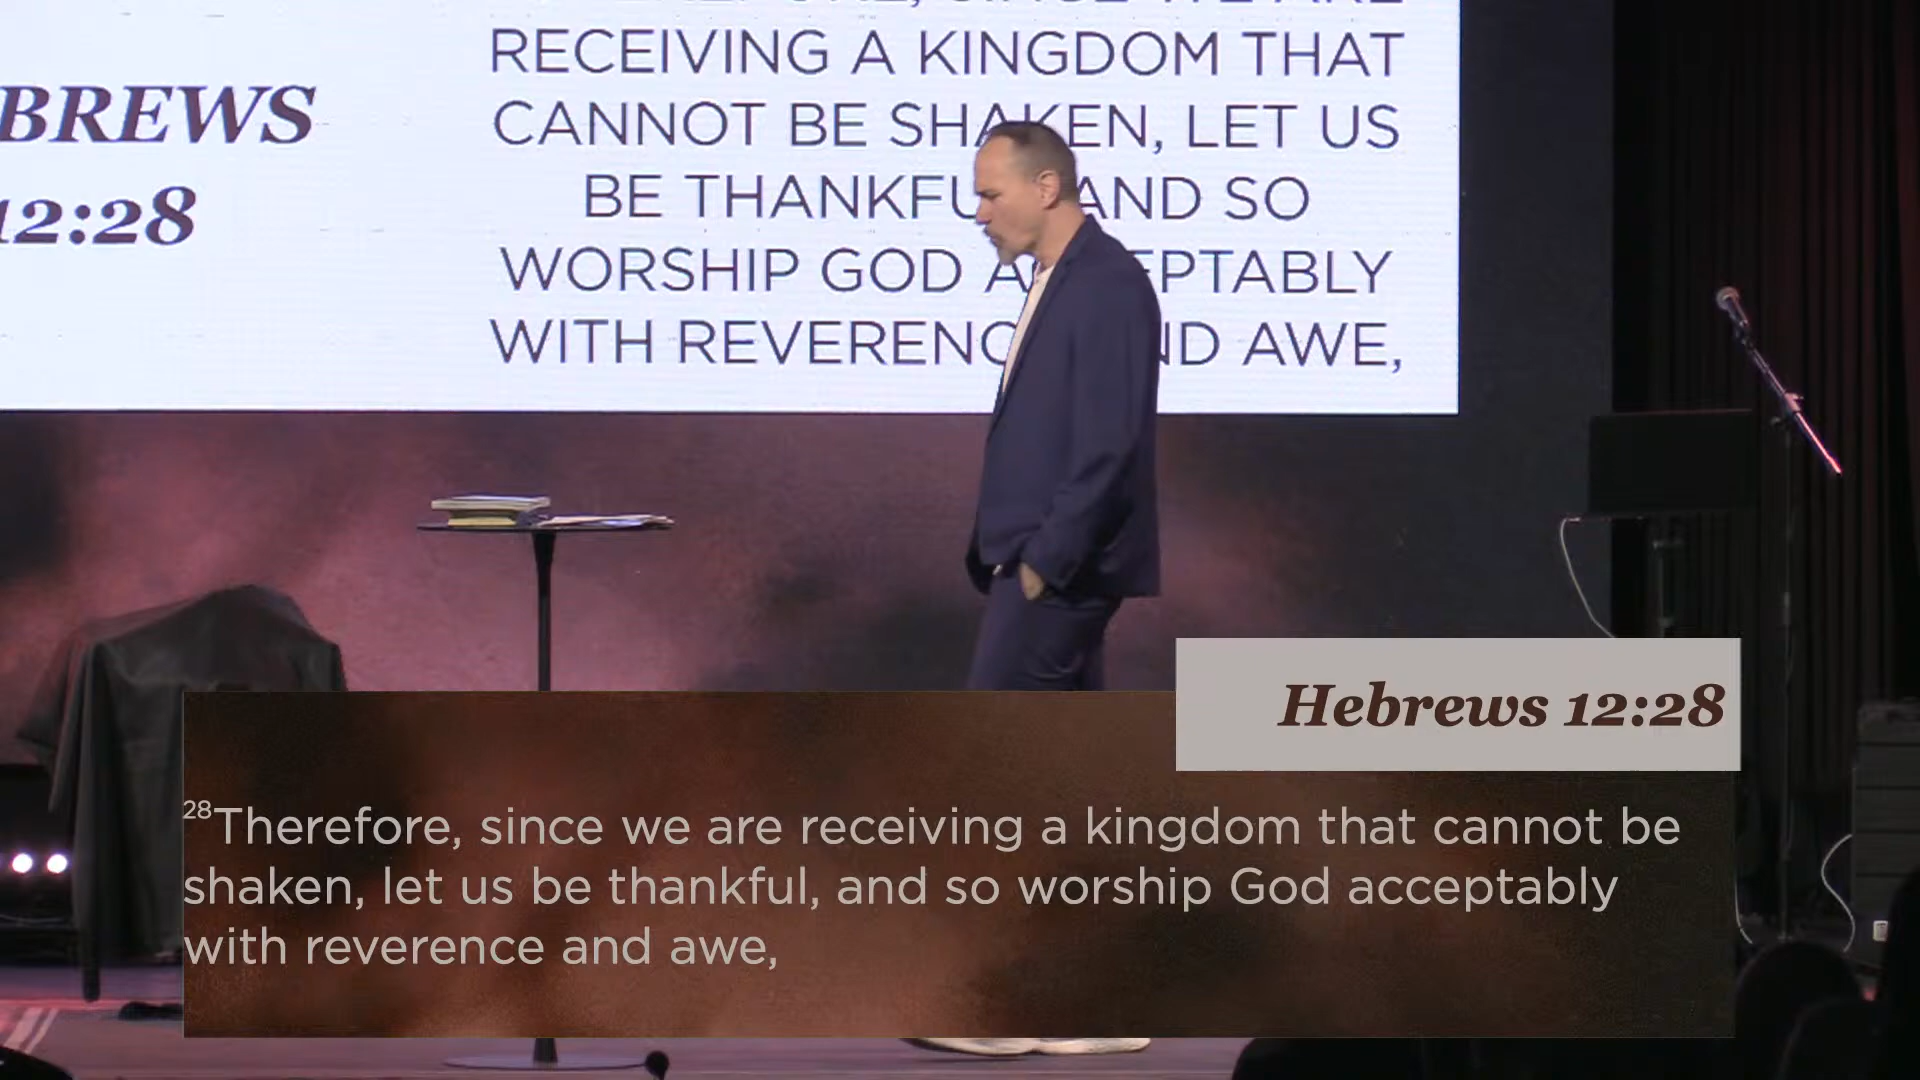 BREWS
12:28
RECEIVING A KINGDOM THAT
CANNOT BE SHAKEN, LET US
BE THANKFU AND SO
WORSHIP GOD A EPTABLY
WITH REVERENC ND AWE,
Hebrews 12:28
28Therefore, since we are receiving a kingdom that cannot be
shaken, let us be thankful, and so worship God acceptably
with reverence and awe,